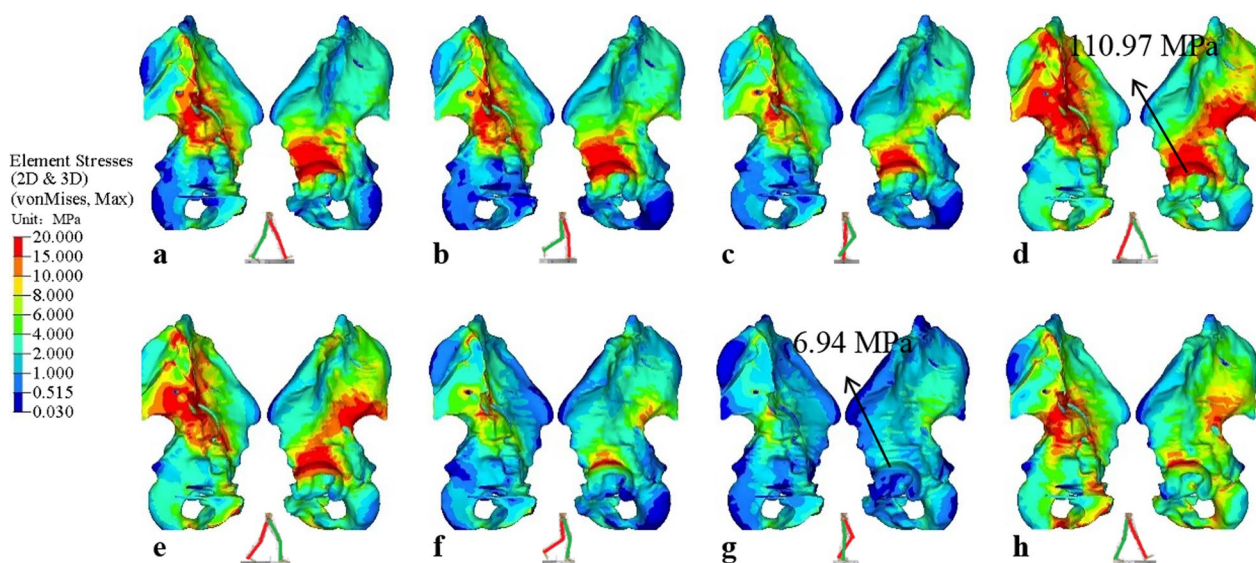 110.97 MPa
Element Stresses
(2D & 3D)
(vonMises, Max)
Unit: MPa
20.000
15.000
10.000
8.000
6.000
4.000
2.000
1.000
0.515
0.030
a
b
c
d
6.94 MPa
e
f
g
h